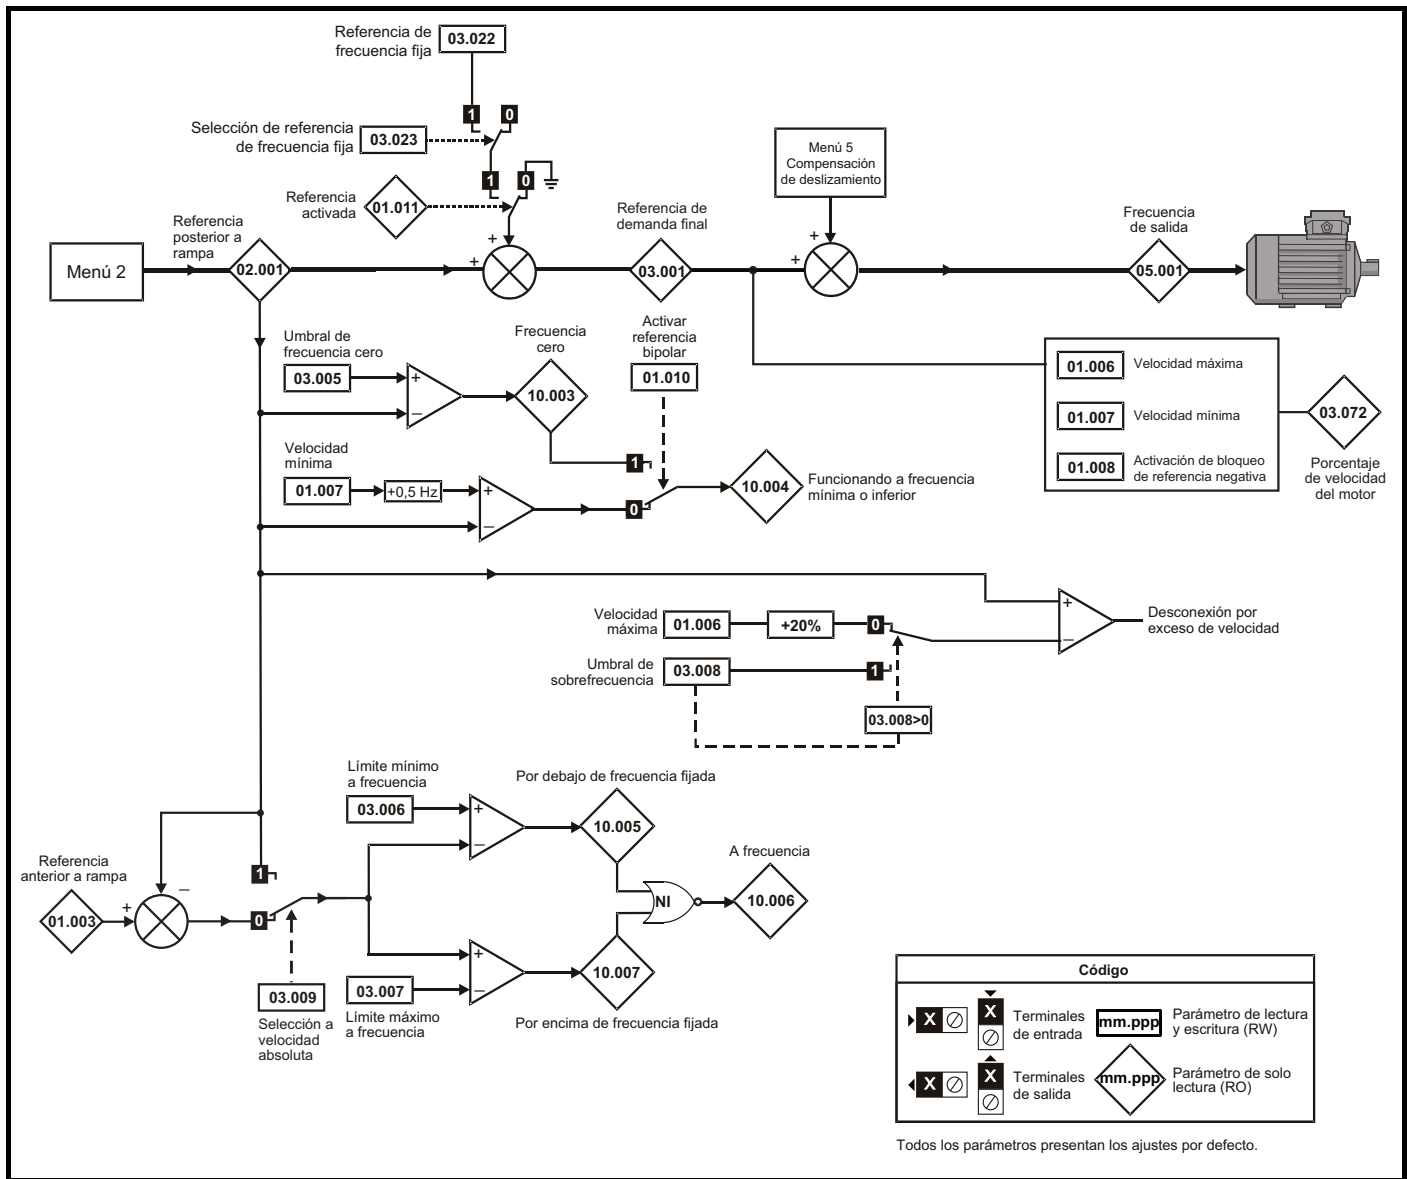 Referencia de
frecuencia fija
03.022
1
0
Selección de referencia
de frecuencia fija
03.023
1
0
Referencia
activada
01.011
Menú 5
Compensación
de deslizamiento
Referencia
posterior a
rampa
Referencia de
demanda final
Frecuencia
de salida
Menú 2
02.001
+
+
03.001
+
+
05.001
Umbral de
frecuencia cero
03.005
+
–
Frecuencia
cero
10.003
Activar
referencia
bipolar
01.010
01.006
Velocidad máxima
01.007
Velocidad mínima
01.008
Activación de bloqueo
de referencia negativa
03.072
Porcentaje
de velocidad
del motor
Velocidad
mínima
01.007
+0,5 Hz
+
–
1
0
10.004
Funcionando a frecuencia
mínima o inferior
Velocidad
máxima
01.006
+20%
0
Umbral de
sobrefrecuencia
03.008
1
03.008>0
+
–
Desconexión por
exceso de velocidad
Límite mínimo
a frecuencia
03.006
+
–
Por debajo de frecuencia fijada
10.005
Referencia
anterior a rampa
01.003
+
–
1
0
03.009
Selección a
velocidad
absoluta
03.007
Límite máximo
a frecuencia
+
–
10.007
Por encima de frecuencia fijada
NI
A frecuencia
10.006
Código
X
X
Terminales
de entrada
mm.ppp
Parámetro de lectura
y escritura (RW)
X
X
Terminales
de salida
mm.ppp
Parámetro de solo
lectura (RO)
Todos los parámetros presentan los ajustes por defecto.